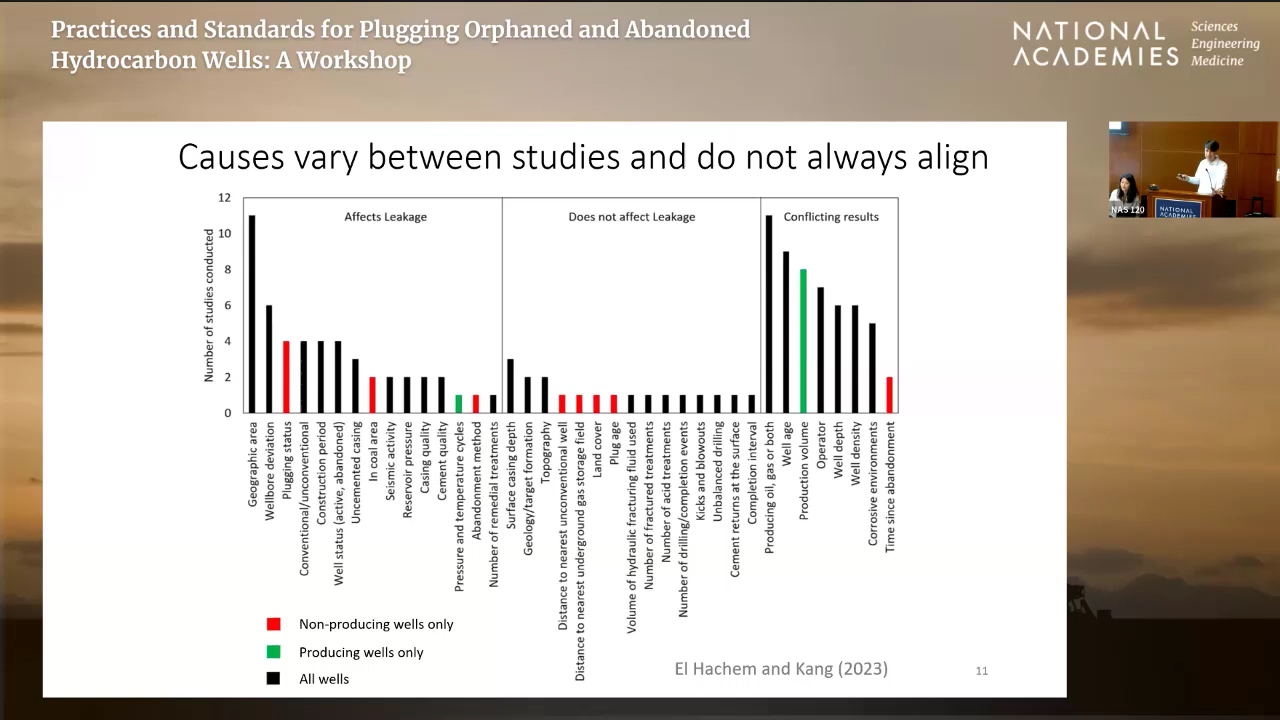 Practices and Standards for Plugging Orphaned and Abandoned
Hydrocarbon Wells: A Workshop
NATIONAL
ACADEMIES
Sciences
Engineering
Medicine
Causes vary between studies and do not always align
Number of studies conducted
12
10
8
6
4
2
0
Affects Leakage
Does not affect Leakage
Conflicting results
Geographic area
Wellbore deviation
Plugging status
Conventional/unconventional
Construction period
Well status (active, abandoned)
Uncemented casing
In coal area
Seismic activity
Reservoir pressure
Casing quality
Cement quality
Pressure and temperature cycles
Abandonment method
Number of remedial treatments
Surface casing depth
Geology/target formation
Topography
Distance to nearest unconventional well
Distance to nearest underground gas storage field
Land cover
Plug age
Volume of hydraulic fracturing fluid used
Number of fractured treatments
Number of acid treatments
Number of drilling/completion events
Kicks and blowouts
Unbalanced drilling
Cement returns at the surface
Completion interval
Producing oil, gas or both
Well age
Production volume
Operator
Well depth
Well density
Corrosive environments
Time since abandonment
Non-producing wells only
Producing wells only
All wells
El Hachem and Kang (2023)
11
NAS 120
NATIONAL
ACADEMIES